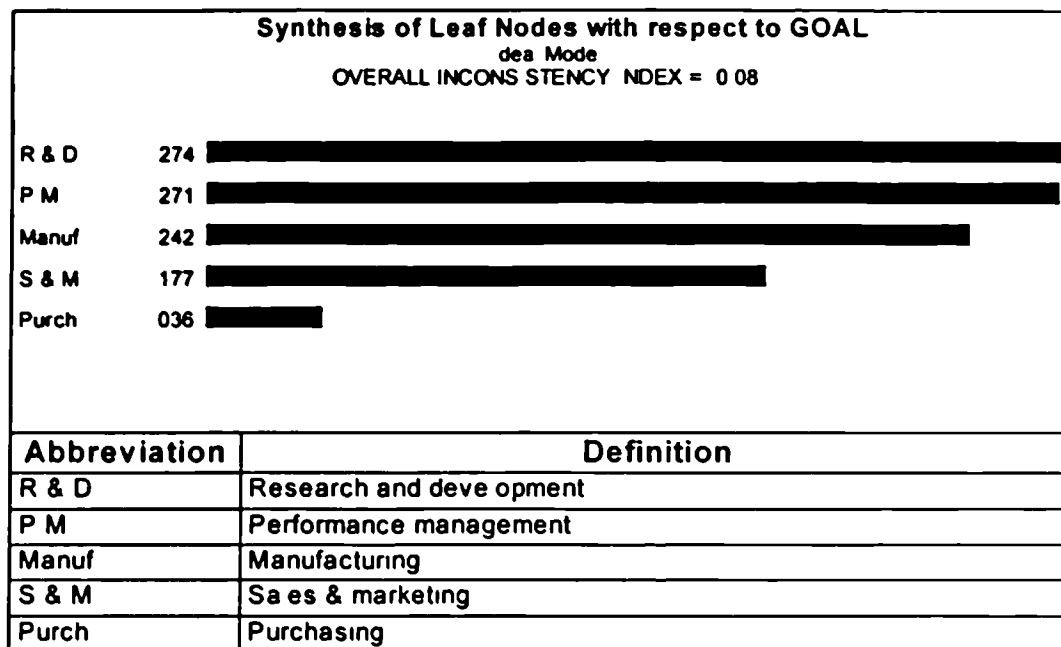 Synthesis of Leaf Nodes with respect to GOAL
dea Mode
OVERALL INCONS STENCY NDEX = 0 08
R & D 274
P M 271
Manuf 242
S & M 177
Purch 036
Abbreviation Definition
R & D Research and deve opment
P M Performance management
Manuf Manufacturing
S & M Sa es & marketing
Purch Purchasing